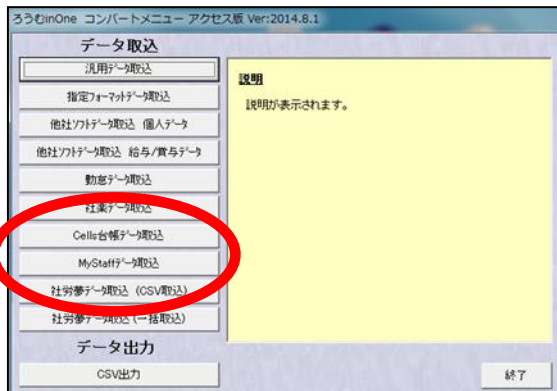 ろうむinOne コンバートメニュー アクセス版 Ver:2014.8.1
データ取込
汎用ﾃﾞｰﾀ取込
指定ﾌｫｰﾏｯﾄﾃﾞｰﾀ取込
他社ｿﾌﾄﾃﾞｰﾀ取込 個人ﾃﾞｰﾀ
他社ｿﾌﾄﾃﾞｰﾀ取込 給与/賞与ﾃﾞｰﾀ
勤怠ﾃﾞｰﾀ取込
社楽ﾃﾞｰﾀ取込
Cells台帳ﾃﾞｰﾀ取込
MyStaffﾃﾞｰﾀ取込
社労夢ﾃﾞｰﾀ取込 (CSV取込)
社労夢ﾃﾞｰﾀ取込 (一括取込)
データ出力
CSV出力
説明
説明が表示されます。
終了